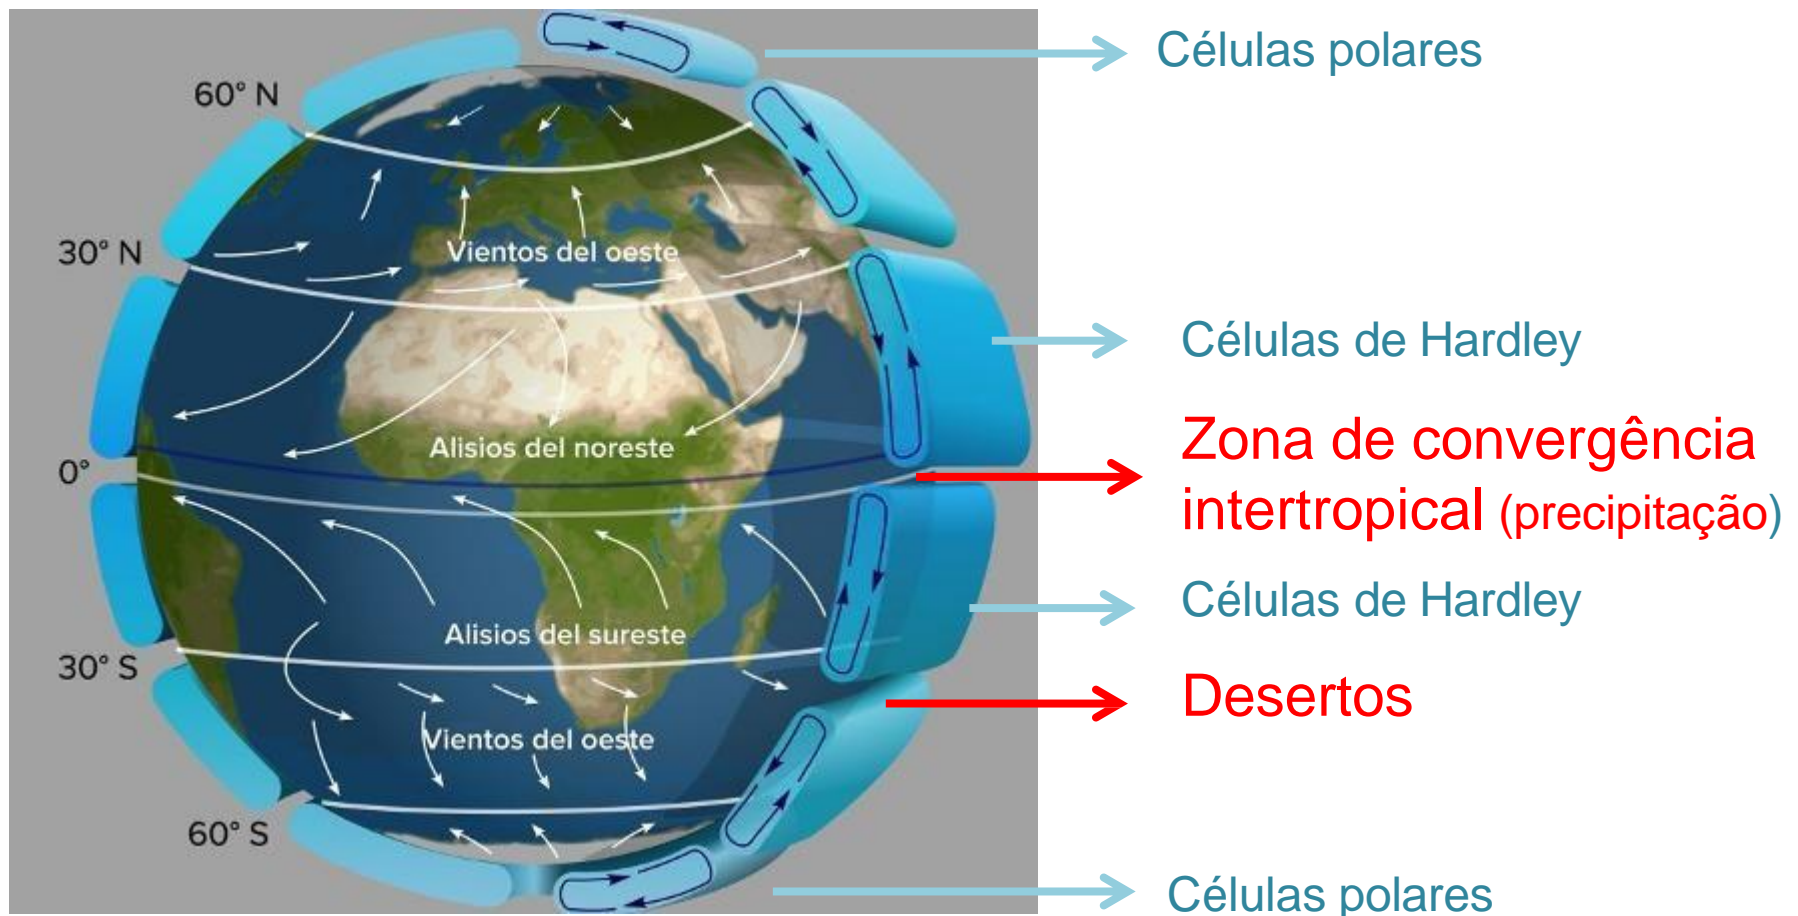 Células polares
60° N
30° N
Vientos del oeste
Células de Hardley
Zona de convergência
intertropical (precipitação)
Alisios del noreste
0°
Células de Hardley
Alisios del sureste
30° S
Desertos
Vientos del oeste
60° S
Células polares